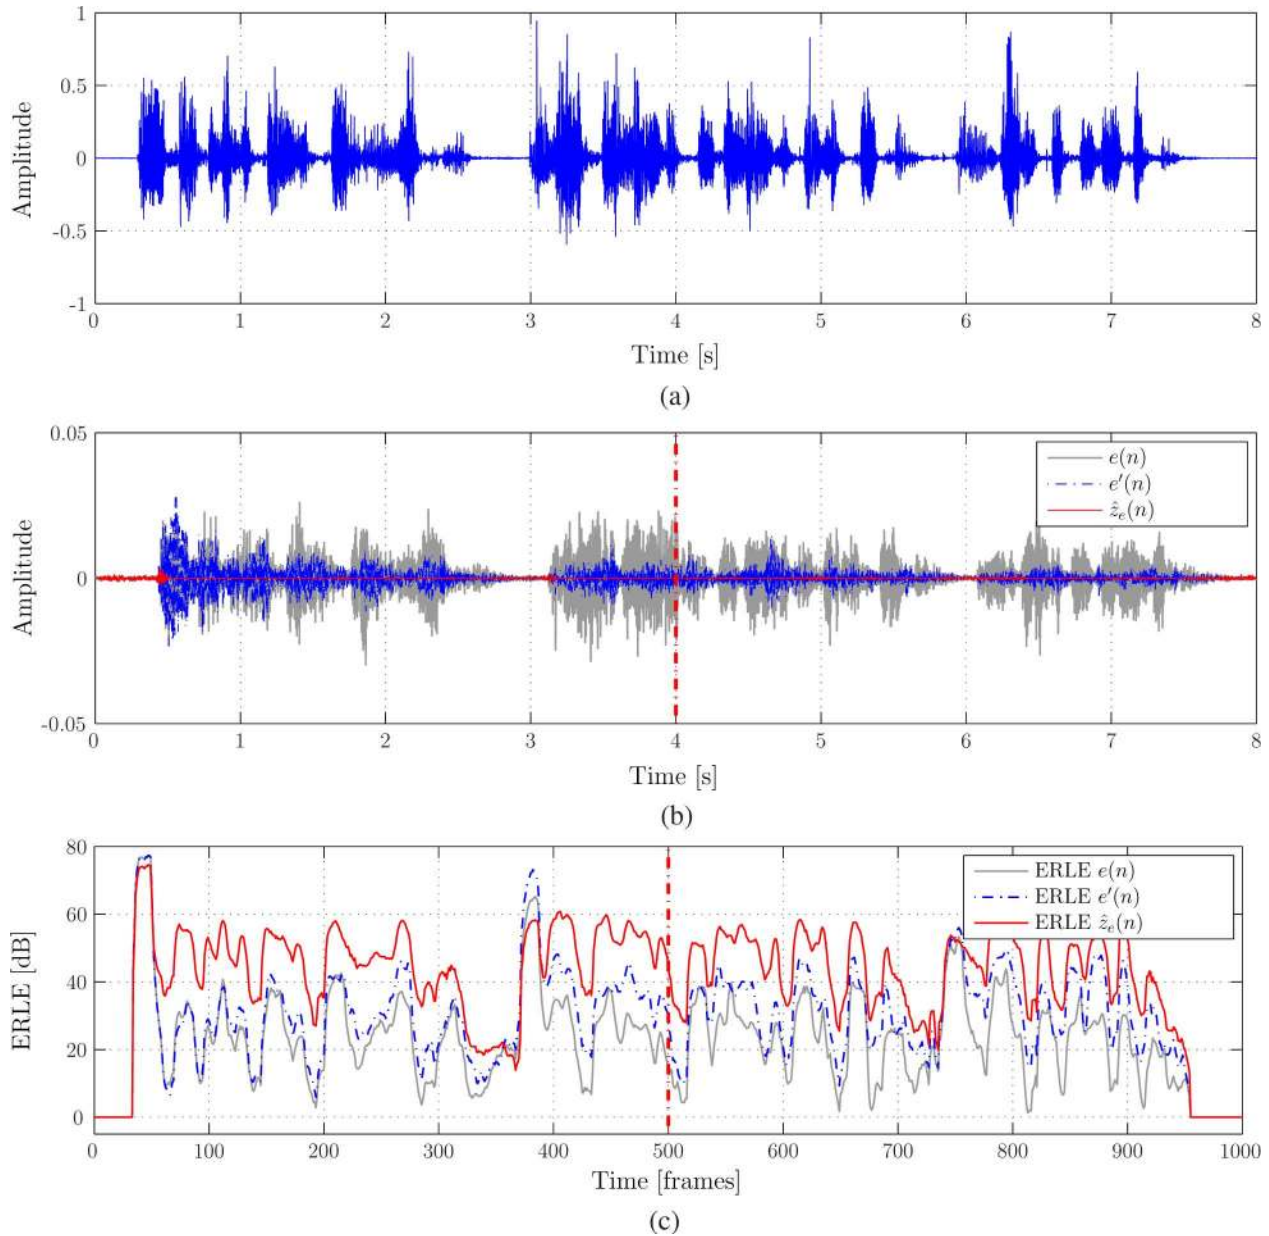 1
0.5
0
-0.5
-1
Amplitude
0 1 2 3 4 5 6 7 8
Time [s]
(a)
0.05
0
-0.05
Amplitude
e(n)
e′(n)
ẑₑ(n)
0 1 2 3 4 5 6 7 8
Time [s]
(b)
80
60
40
20
0
ERLE [dB]
ERLE e(n)
ERLE e′(n)
ERLE ẑₑ(n)
0 100 200 300 400 500 600 700 800 900 1000
Time [frames]
(c)